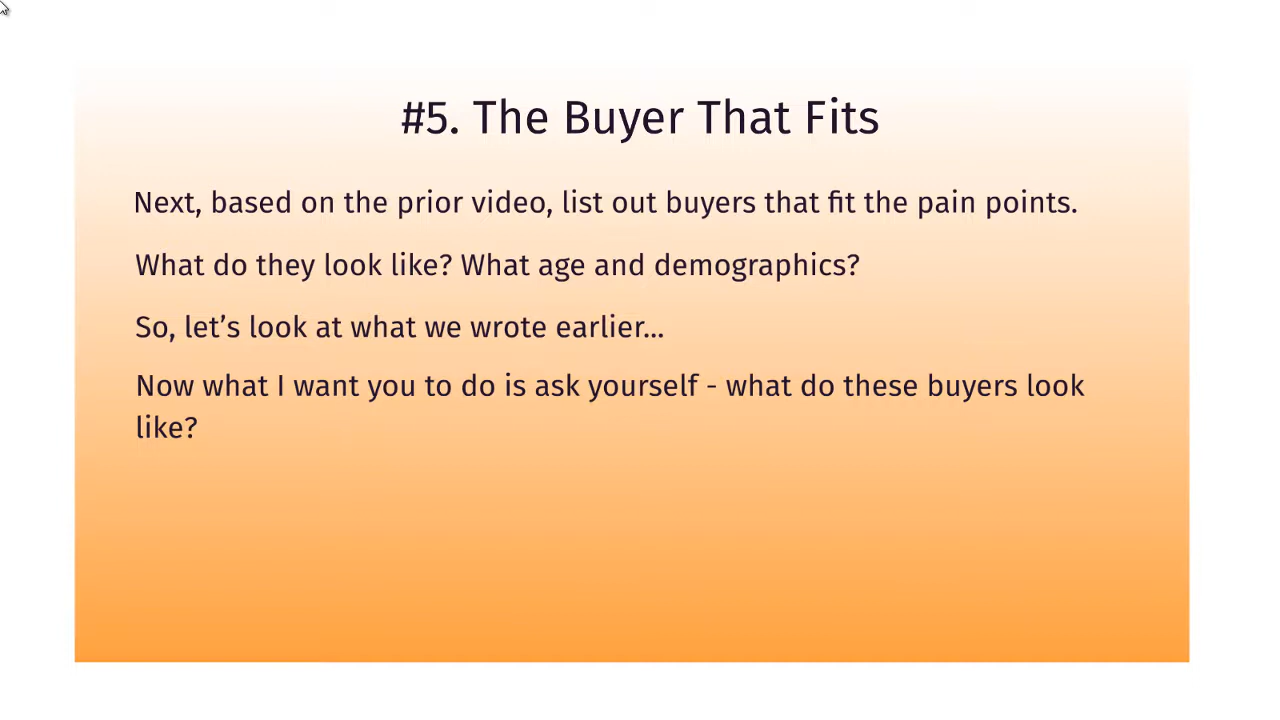 #5. The Buyer That Fits
Next, based on the prior video, list out buyers that fit the pain points.
What do they look like? What age and demographics?
So, let’s look at what we wrote earlier…
Now what I want you to do is ask yourself - what do these buyers look
like?